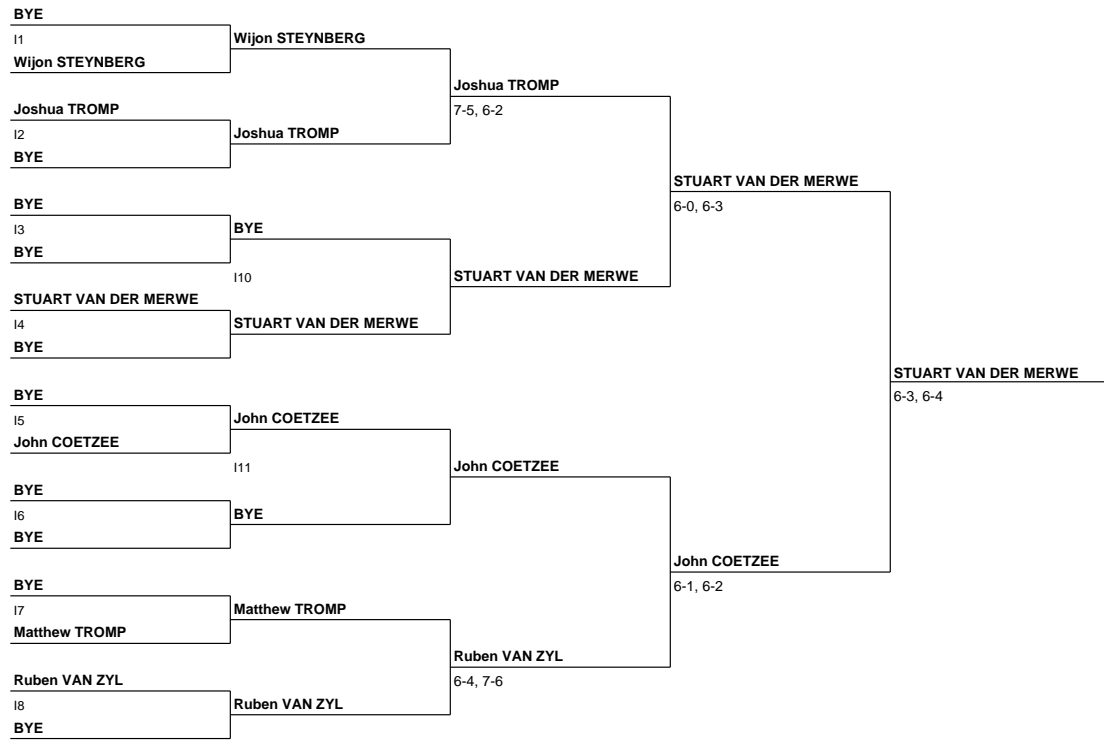 BYE
I1
Wijon STEYNBERG
Joshua TROMP
I2
BYE
BYE
I3
BYE
STUART VAN DER MERWE
I4
BYE
BYE
I5
John COETZEE
BYE
I6
BYE
BYE
I7
Matthew TROMP
Ruben VAN ZYL
I8
BYE
Wijon STEYNBERG
Joshua TROMP
BYE
I10
STUART VAN DER MERWE
John COETZEE
I11
BYE
Matthew TROMP
Ruben VAN ZYL
Joshua TROMP
7-5, 6-2
STUART VAN DER MERWE
John COETZEE
Ruben VAN ZYL
6-4, 7-6
STUART VAN DER MERWE
6-0, 6-3
John COETZEE
6-1, 6-2
STUART VAN DER MERWE
6-3, 6-4